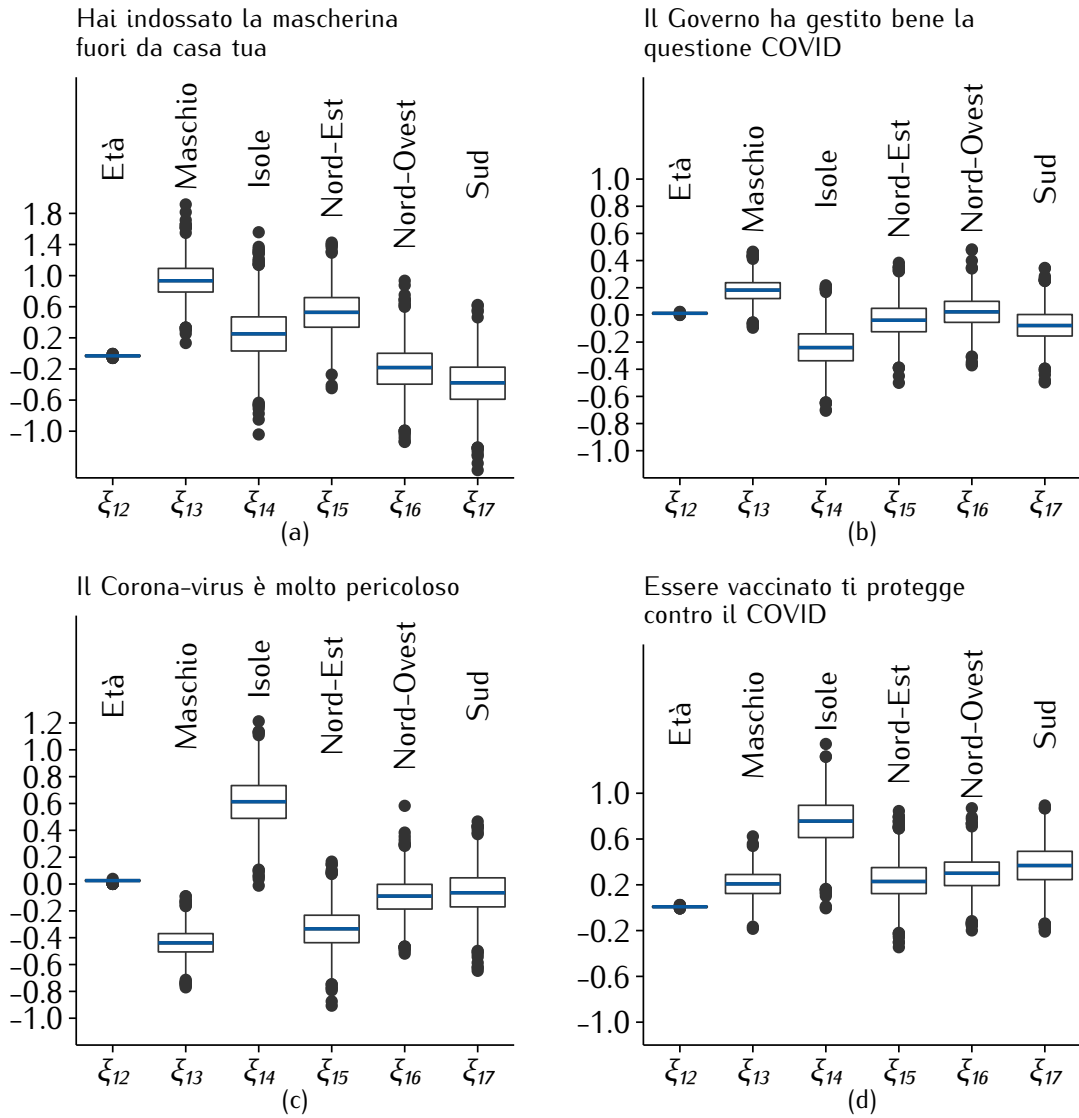 Hai indossato la mascherina
fuori da casa tua
Età
Maschio
Isole
Nord-Est
Nord-Ovest
Sud
1.8
1.4
1.0
0.6
0.2
-0.2
-0.6
-1.0
ξ12 ξ13 ξ14 ξ15 ξ16 ξ17
(a)
Il Governo ha gestito bene la
questione COVID
Età
Maschio
Isole
Nord-Est
Nord-Ovest
Sud
1.0
0.8
0.6
0.4
0.2
0.0
-0.2
-0.4
-0.6
-0.8
-1.0
ξ12 ξ13 ξ14 ξ15 ξ16 ξ17
(b)
Il Corona-virus è molto pericoloso
Età
Maschio
Isole
Nord-Est
Nord-Ovest
Sud
1.2
1.0
0.8
0.6
0.4
0.2
0.0
-0.2
-0.4
-0.6
-0.8
-1.0
ξ12 ξ13 ξ14 ξ15 ξ16 ξ17
(c)
Essere vaccinato ti protegge
contro il COVID
Età
Maschio
Isole
Nord-Est
Nord-Ovest
Sud
1.0
0.6
0.2
-0.2
-0.6
-1.0
ξ12 ξ13 ξ14 ξ15 ξ16 ξ17
(d)